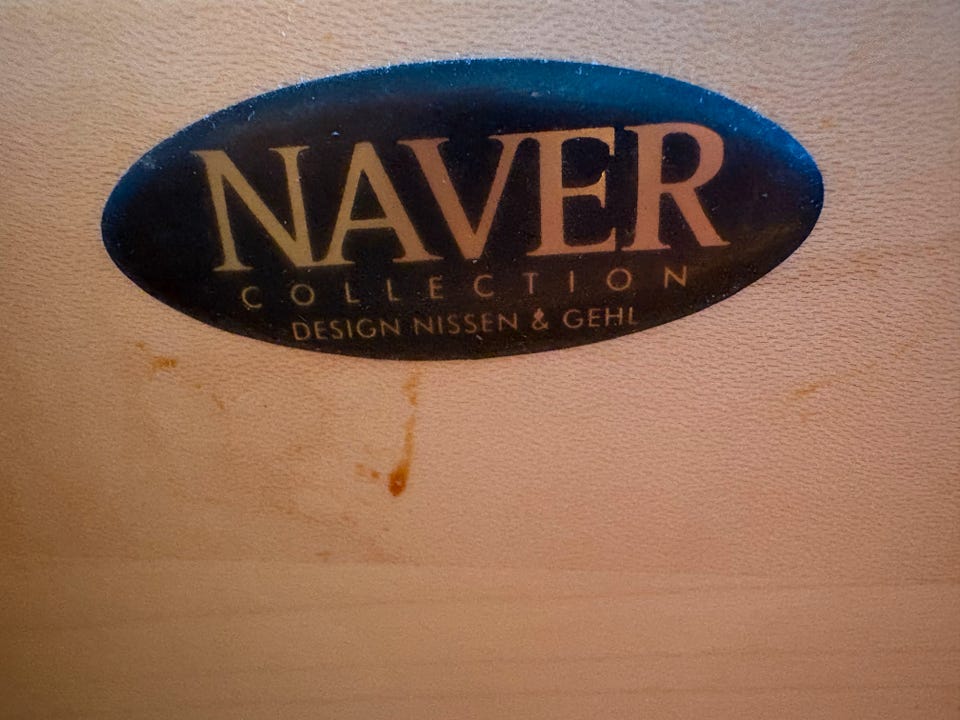 NAVER
COLLECTION
DESIGN NISSEN & GEHL